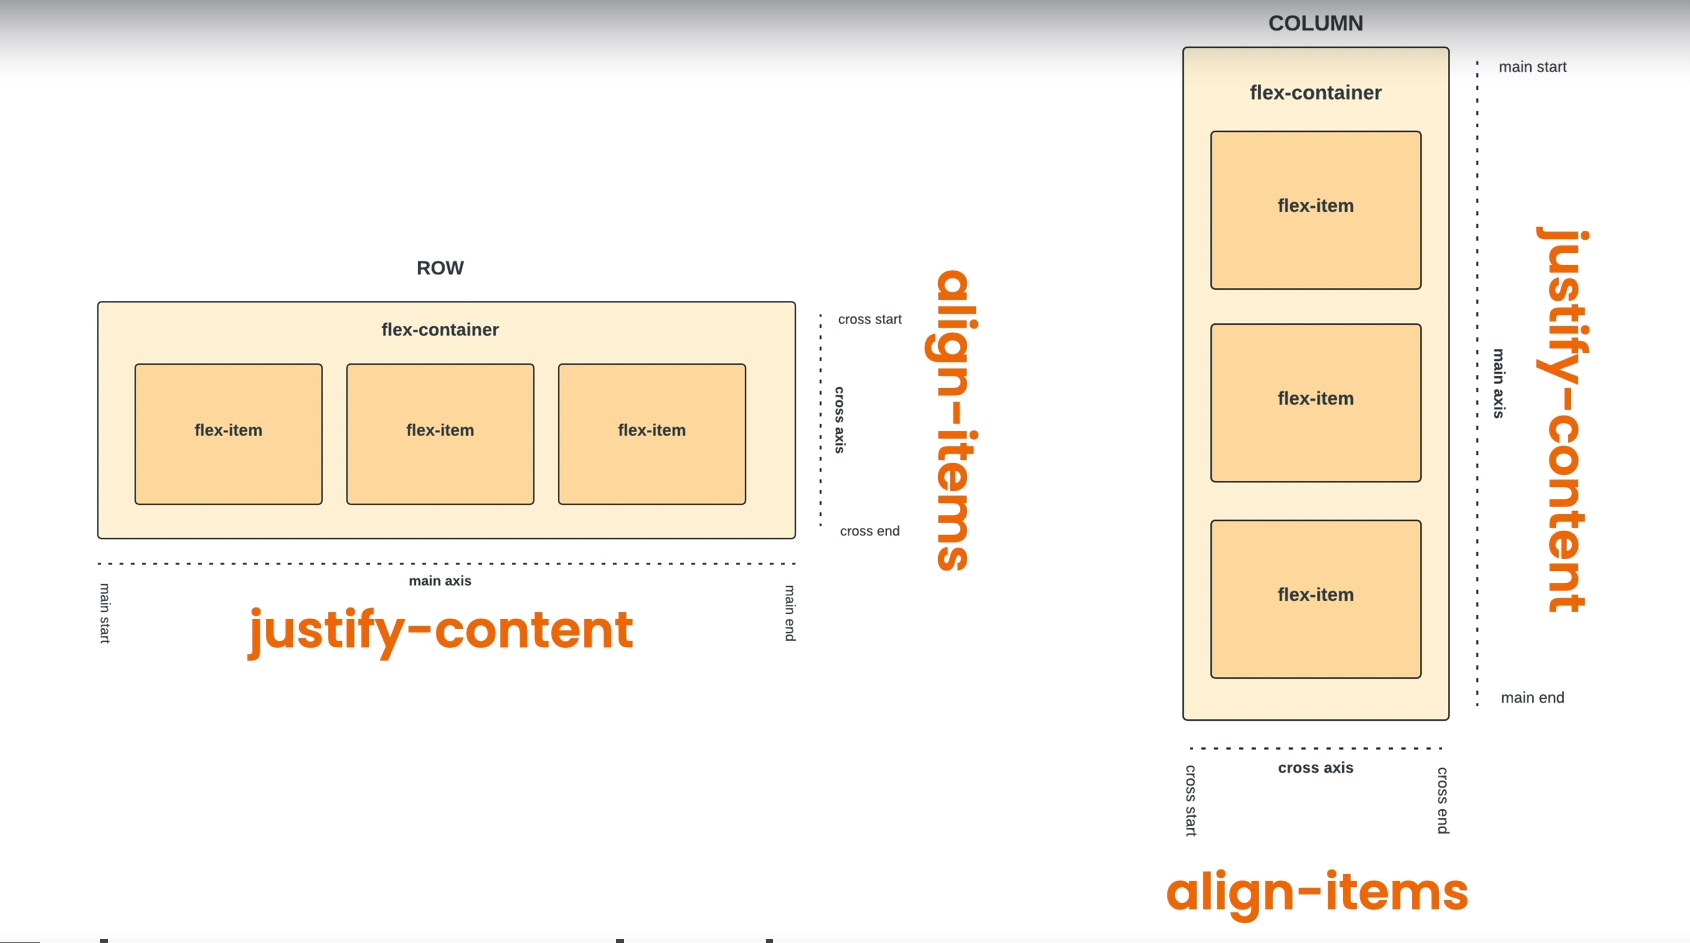 ROW
flex-container
flex-item flex-item flex-item
cross start
cross axis
cross end
align-items
main axis
main start
main end
justify-content
COLUMN
flex-container
flex-item
flex-item
flex-item
main start
main axis
main end
justify-content
cross axis
cross start
cross end
align-items